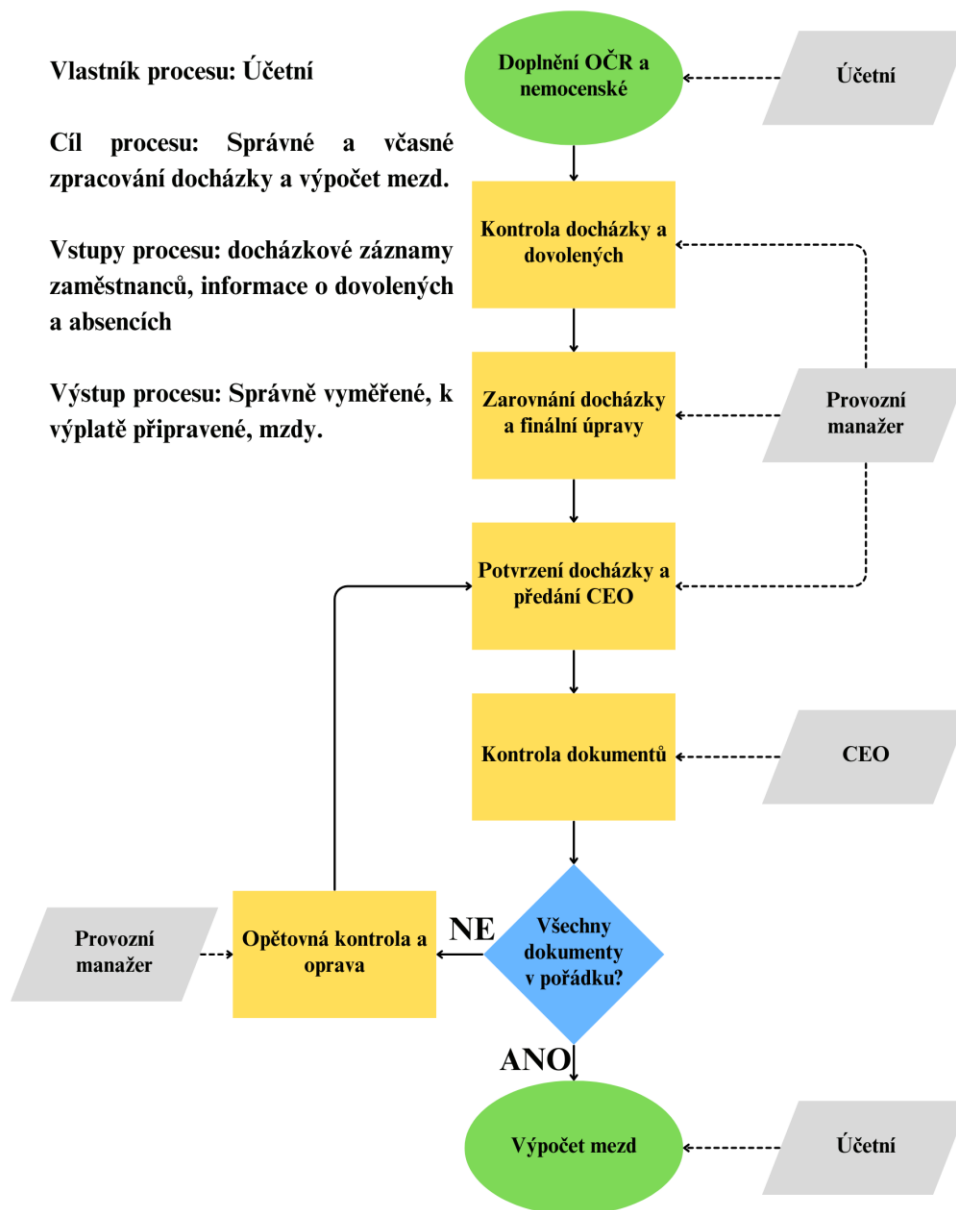 Vlastník procesu: Účetní
Cíl procesu: Správné a včasné
zpracování docházky a výpočet mezd.
Vstupy procesu: docházkové záznamy
zaměstnanců, informace o dovolených
a absencích
Výstup procesu: Správně vyměřené, k
výplatě připravené, mzdy.
Doplnění OČR a
nemocenské
Účetní
Kontrola docházky a
dovolených
Zarovnání docházky
a finální úpravy
Provozní
manažer
Potvrzení docházky a
předání CEO
Kontrola dokumentů
CEO
Všechny
dokumenty
v pořádku?
NE
Opětovná kontrola a
oprava
Provozní
manažer
ANO
Výpočet mezd
Účetní